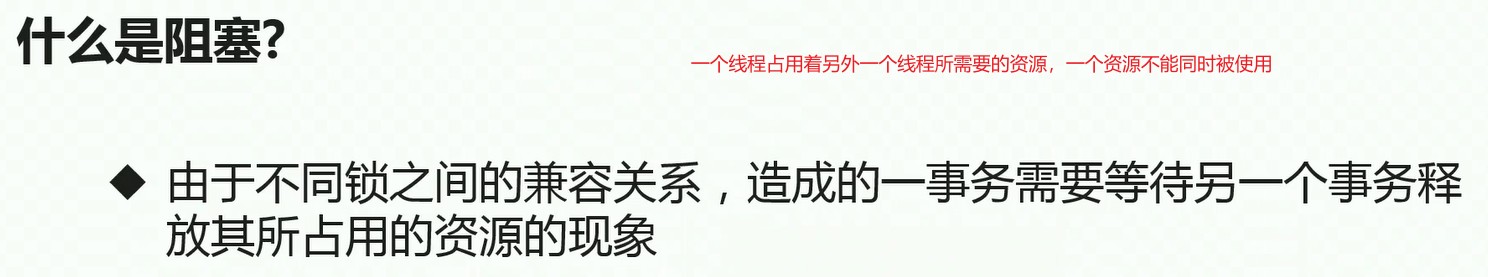 什么是阻塞?
一个线程占用着另外一个线程所需要的资源，一个资源不能同时被使用
◆ 由于不同锁之间的兼容关系，造成的一事务需要等待另一个事务释
放其所占用的资源的现象